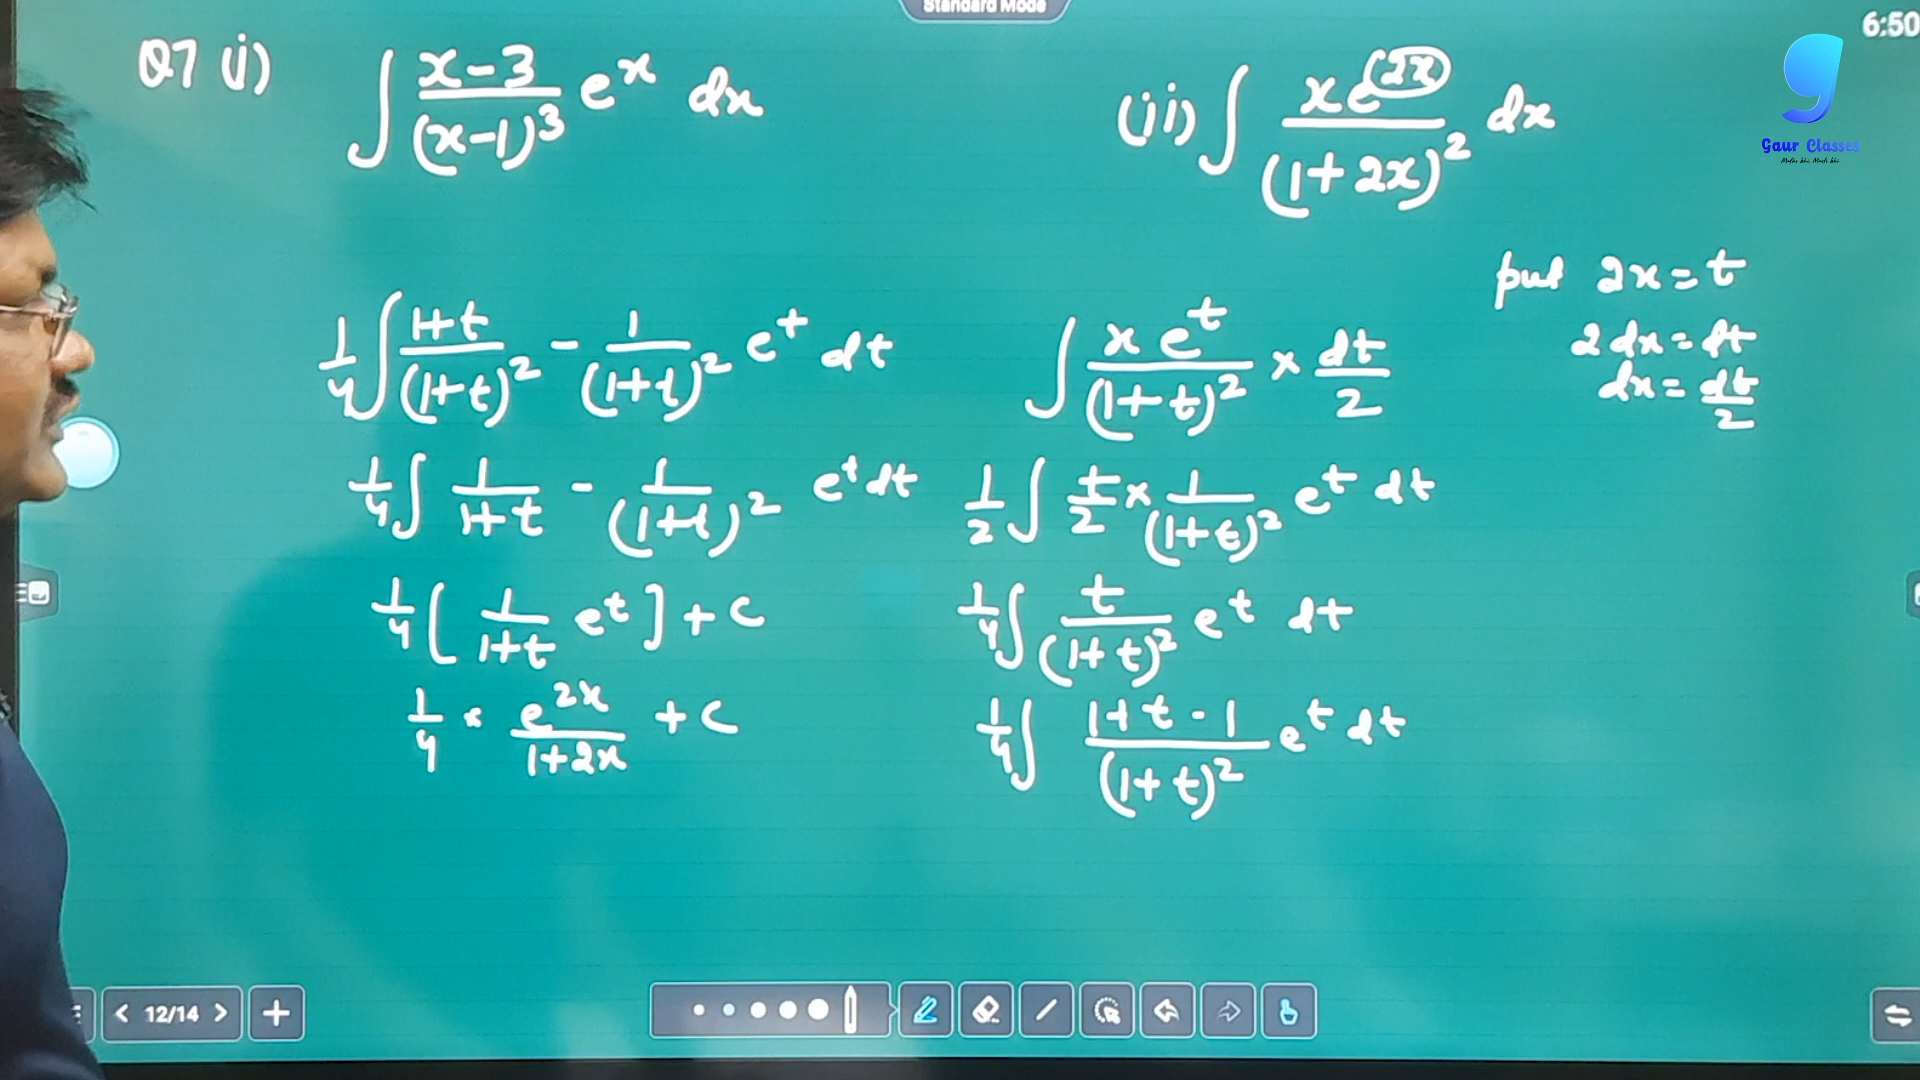 Standard Mode
6:50
Q7 (i) ∫ (x-3)/(x-1)³ eˣ dx
(ii) ∫ x e^(2x)/(1+2x)² dx
Gaur Classes
put 2x = t
2dx = dt
dx = dt/2
∫ x eᵗ/(1+t)² × dt/2
1/2 ∫ t/2 × 1/(1+t)² eᵗ dt
1/4 ∫ t/(1+t)² eᵗ dt
1/4 ∫ (1+t-1)/(1+t)² eᵗ dt
1/4 ∫ (1+t)/(1+t)² - 1/(1+t)² eᵗ dt
1/4 ∫ 1/(1+t) - 1/(1+t)² eᵗ dt
1/4 [ 1/(1+t) eᵗ ] + c
1/4 × e^2x/(1+2x) + c
12/14